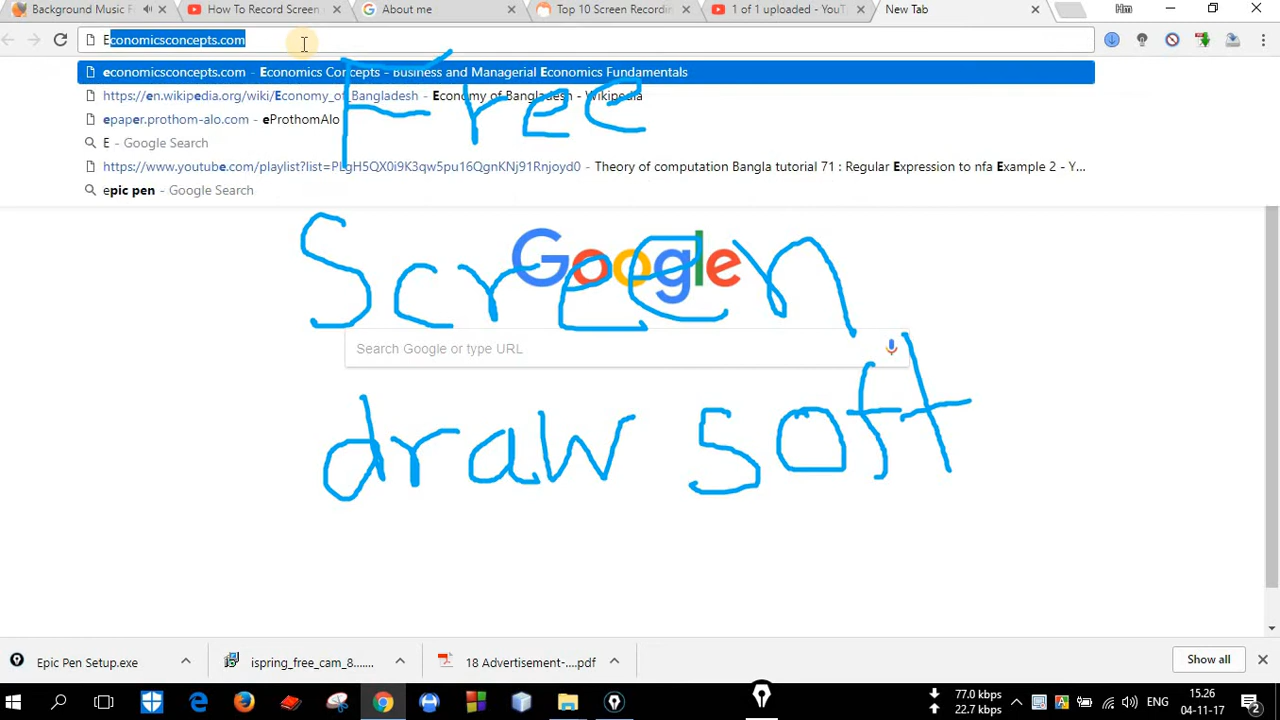 Background Music F
How To Record Screen
About me
Top 10 Screen Recordin
1 of 1 uploaded - YouT
New Tab
Him
Economicsconcepts.com
economicsconcepts.com - Economics Concepts - Business and Managerial Economics Fundamentals
https://en.wikipedia.org/wiki/Economy_of_Bangladesh - Economy of Bangladesh - Wikipedia
epaper.prothom-alo.com - eProthomAlo
E - Google Search
https://www.youtube.com/playlist?list=PLgH5QX0i9K3qw5pu16QgnKNj91Rnjoyd0 - Theory of computation Bangla tutorial 71 : Regular Expression to nfa Example 2 - Y...
epic pen - Google Search
Free
Screen
Google
Search Google or type URL
draw soft
Epic Pen Setup.exe
ispring_free_cam_8......
18 Advertisement-....pdf
Show all
77.0 kbps
22.7 kbps
ENG
15.26
04-11-17
2